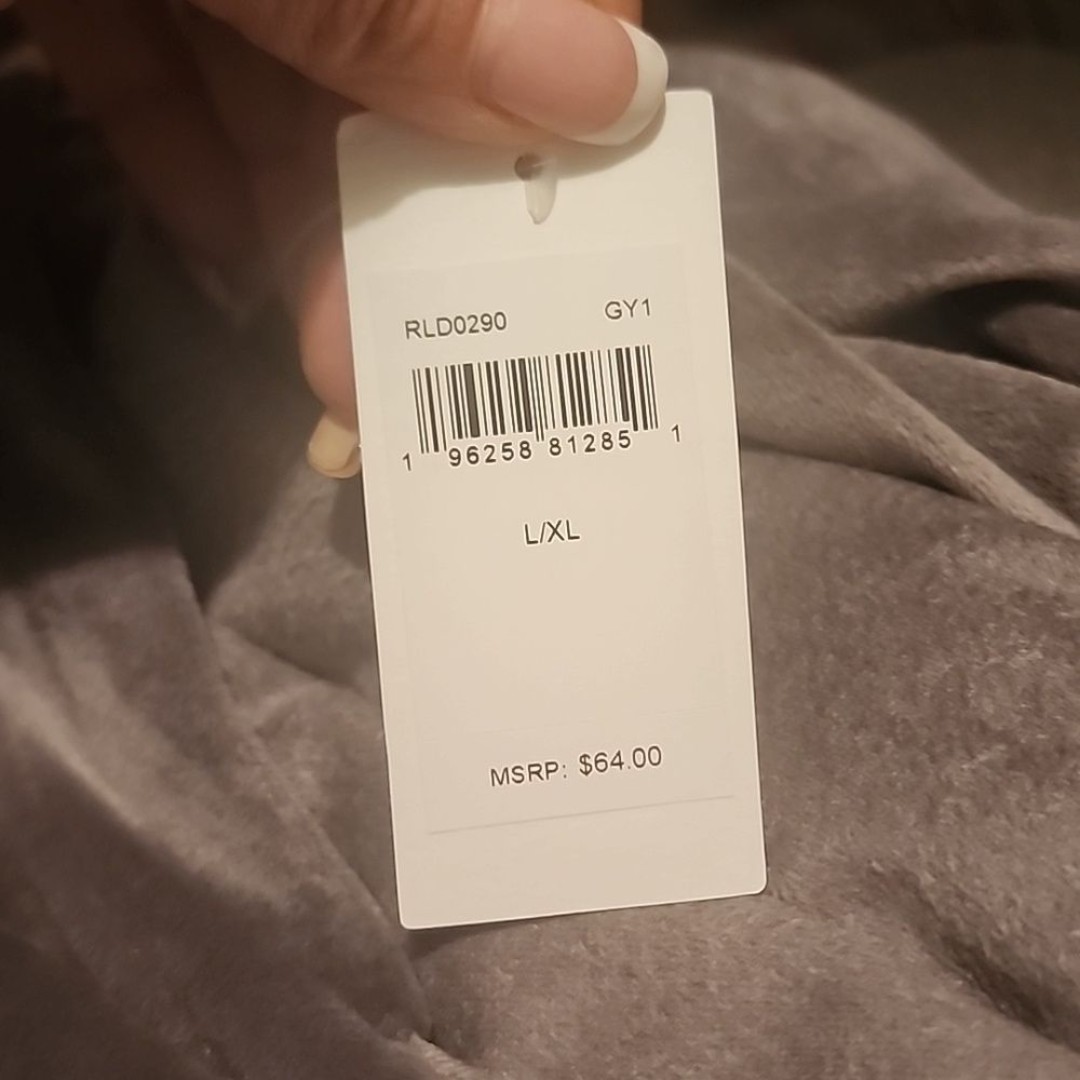 RLD0290 GY1
1 96258 81285 1
L/XL
MSRP: $64.00